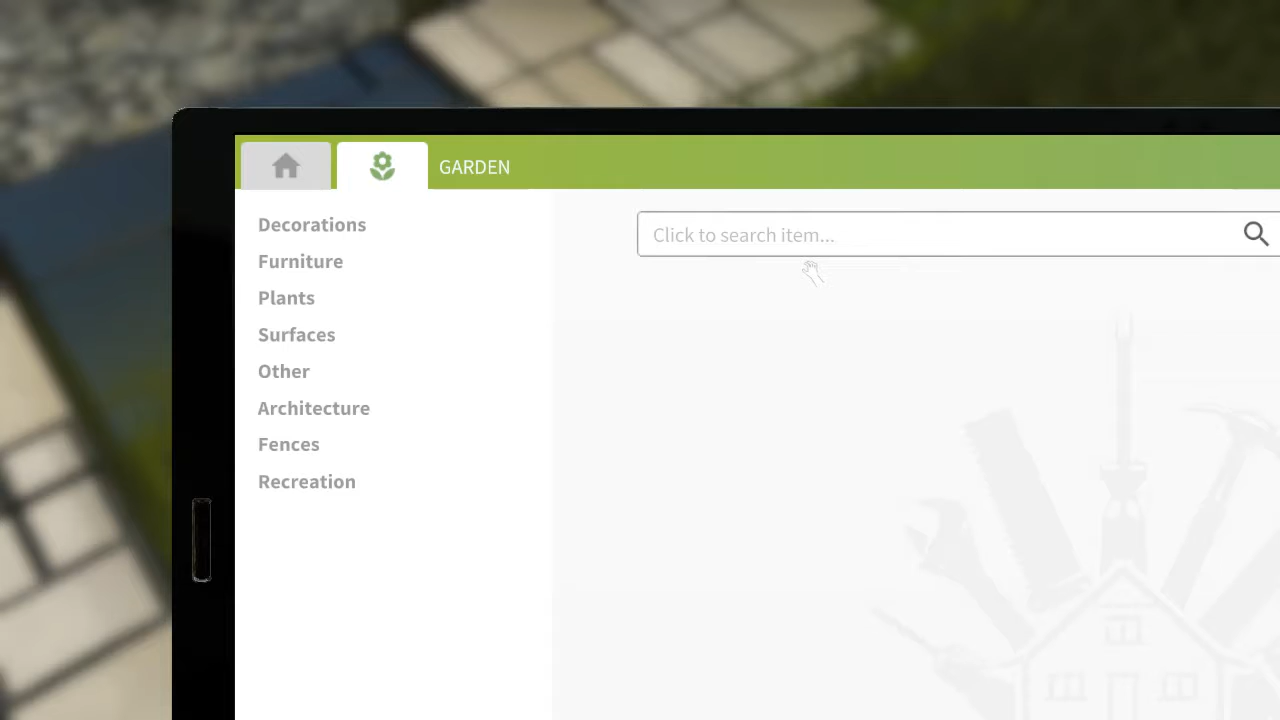 GARDEN
Click to search item...
Decorations
Furniture
Plants
Surfaces
Other
Architecture
Fences
Recreation